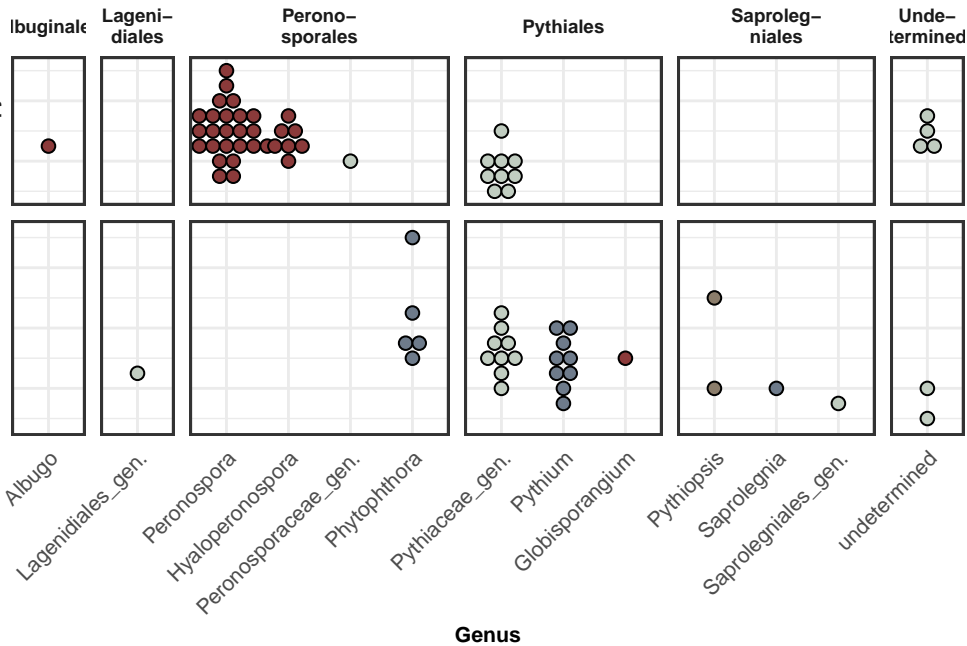 lbuginale
Lageni–
diales
Perono–
sporales
Pythiales
Saproleg–
niales
Unde–
termined
Albugo
Lagenidiales_gen.
Peronospora
Hyaloperonospora
Peronosporaceae_gen.
Phytophthora
Pythiaceae_gen.
Pythium
Globisporangium
Pythiopsis
Saprolegnia
Saprolegniales_gen.
undetermined
Genus